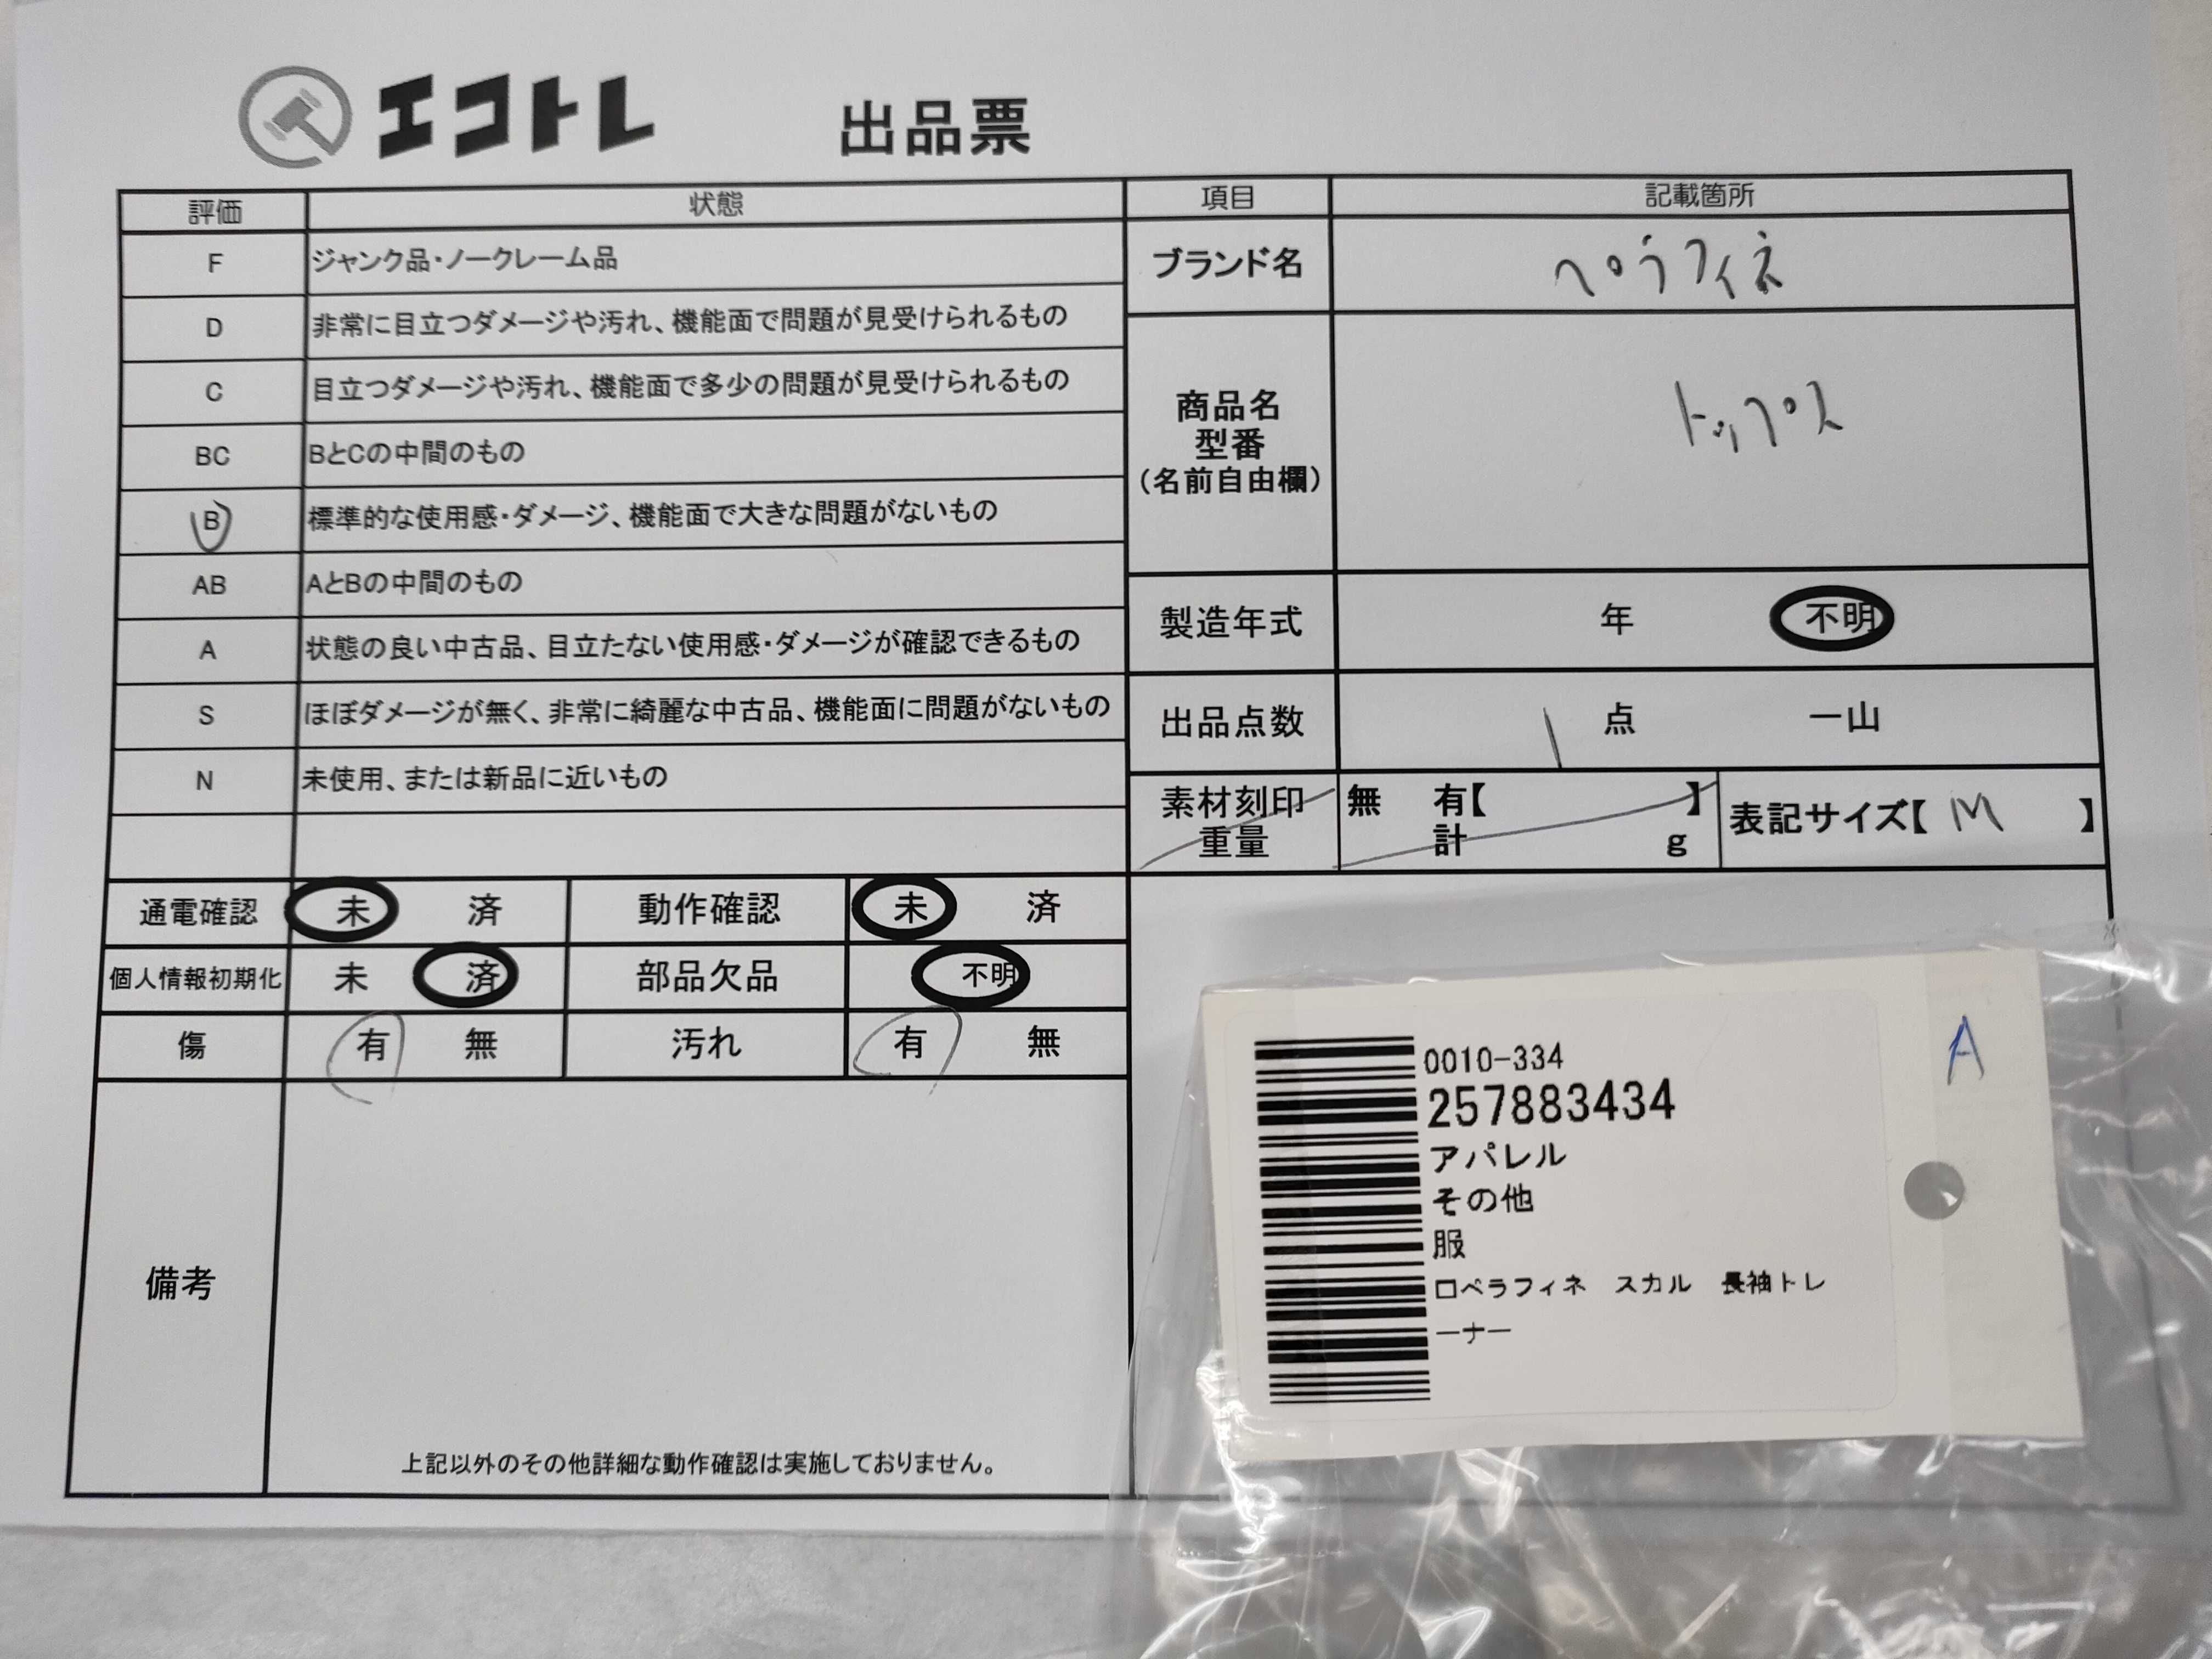 エコトレ 出品票
評価 状態
F ジャンク品・ノークレーム品
D 非常に目立つダメージや汚れ、機能面で問題が見受けられるもの
C 目立つダメージや汚れ、機能面で多少の問題が見受けられるもの
BC BとCの中間のもの
B 標準的な使用感・ダメージ、機能面で大きな問題がないもの
AB AとBの中間のもの
A 状態の良い中古品、目立たない使用感・ダメージが確認できるもの
S ほぼダメージが無く、非常に綺麗な中古品、機能面に問題がないもの
N 未使用、または新品に近いもの
通電確認 未 済 動作確認 未 済
個人情報初期化 未 済 部品欠品 不明
傷 有 無 汚れ 有 無
備考
上記以外のその他詳細な動作確認は実施しておりません。
項目 記載箇所
ブランド名 ペラフィネ
商品名
型番
(名前自由欄)
トップス
製造年式 年 不明
出品点数 1 点 一山
素材刻印 無 有【 】
重量 計 g
表記サイズ【 M 】
A
0010-334
257883434
アパレル
その他
服
ロペラフィネ スカル 長袖トレ
ーナー